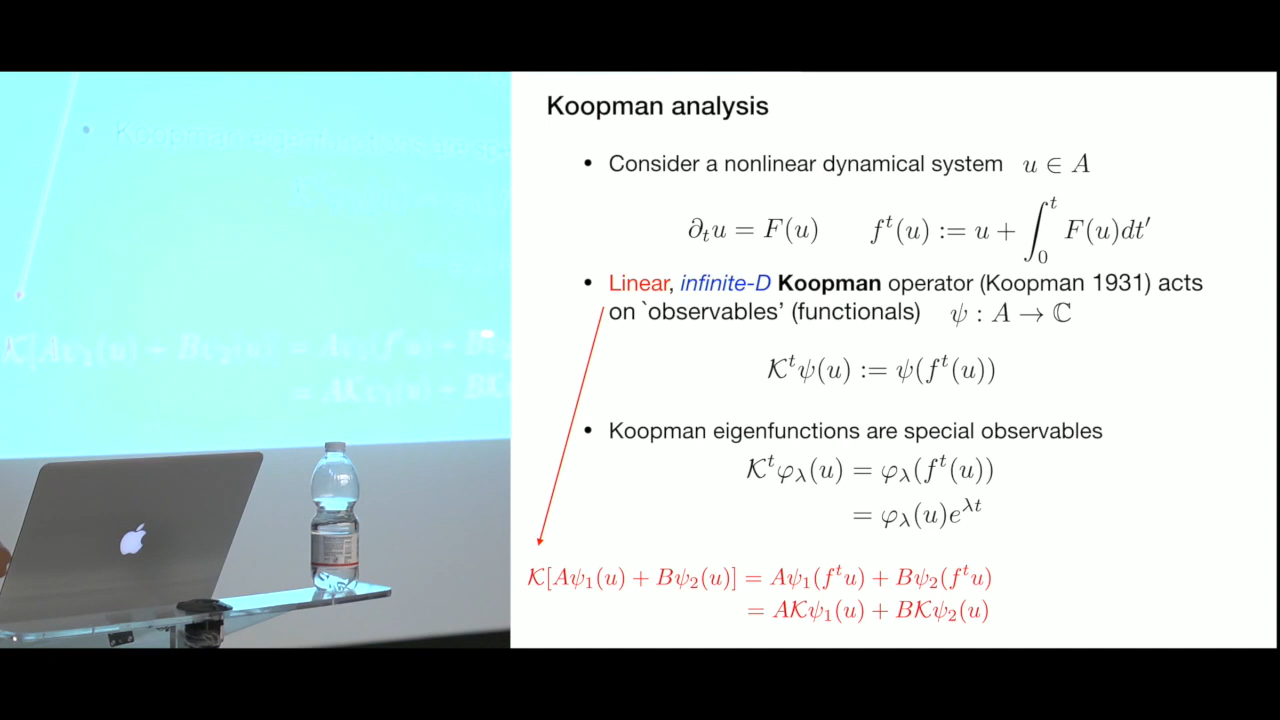 Koopman analysis
• Consider a nonlinear dynamical system u ∈ A
∂ₜu = F(u) fᵗ(u) := u + ∫₀ᵗ F(u)dt′
• Linear, infinite-D Koopman operator (Koopman 1931) acts
on `observables' (functionals) ψ : A → ℂ
𝒦ᵗψ(u) := ψ(fᵗ(u))
• Koopman eigenfunctions are special observables
𝒦ᵗφ_λ(u) = φ_λ(fᵗ(u))
= φ_λ(u)e^{λt}
𝒦[Aψ₁(u) + Bψ₂(u)] = Aψ₁(fᵗu) + Bψ₂(fᵗu)
= A𝒦ψ₁(u) + B𝒦ψ₂(u)